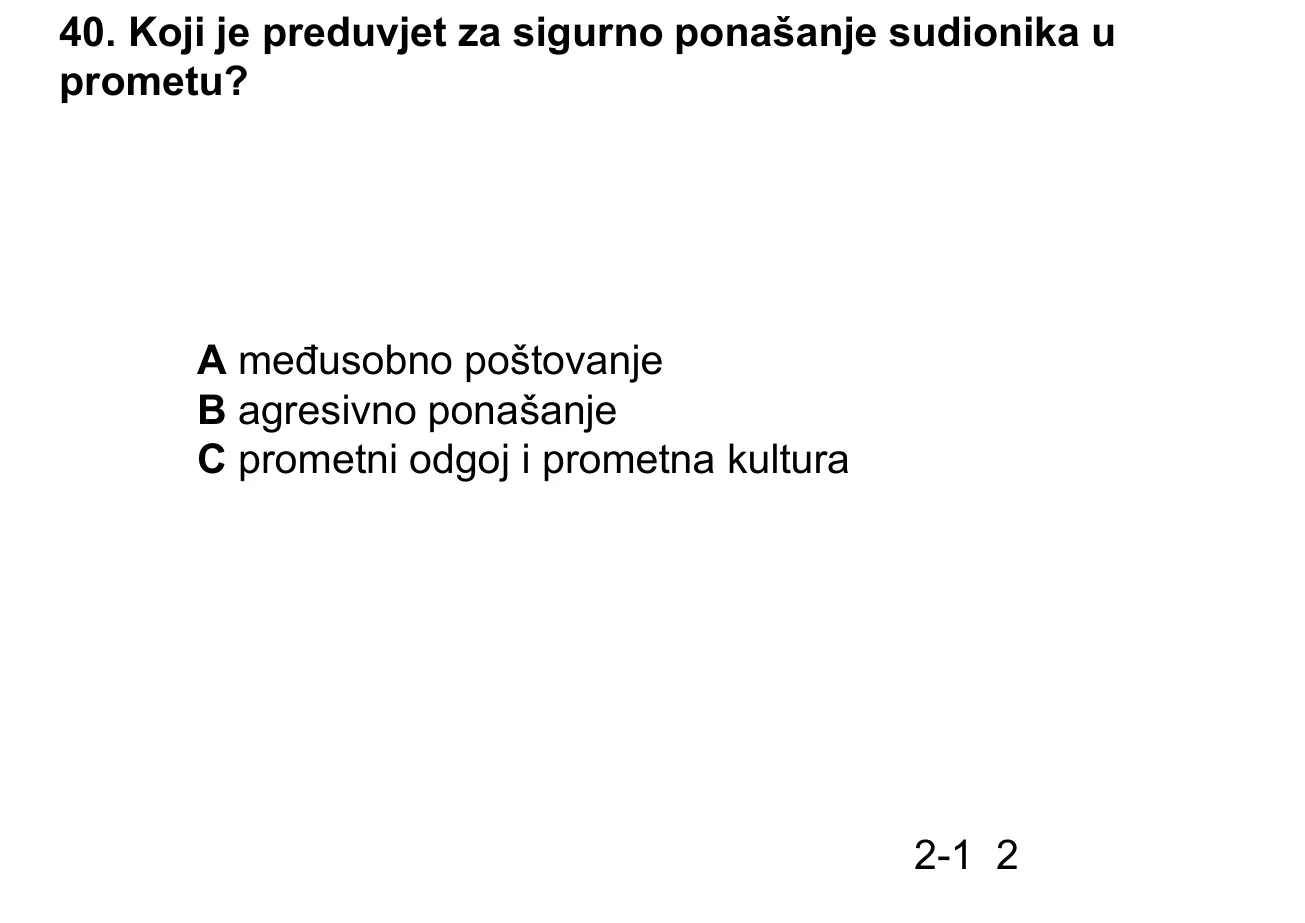 40. Koji je preduvjet za sigurno ponašanje sudionika u
prometu?
A međusobno poštovanje
B agresivno ponašanje
C prometni odgoj i prometna kultura
2-1 2